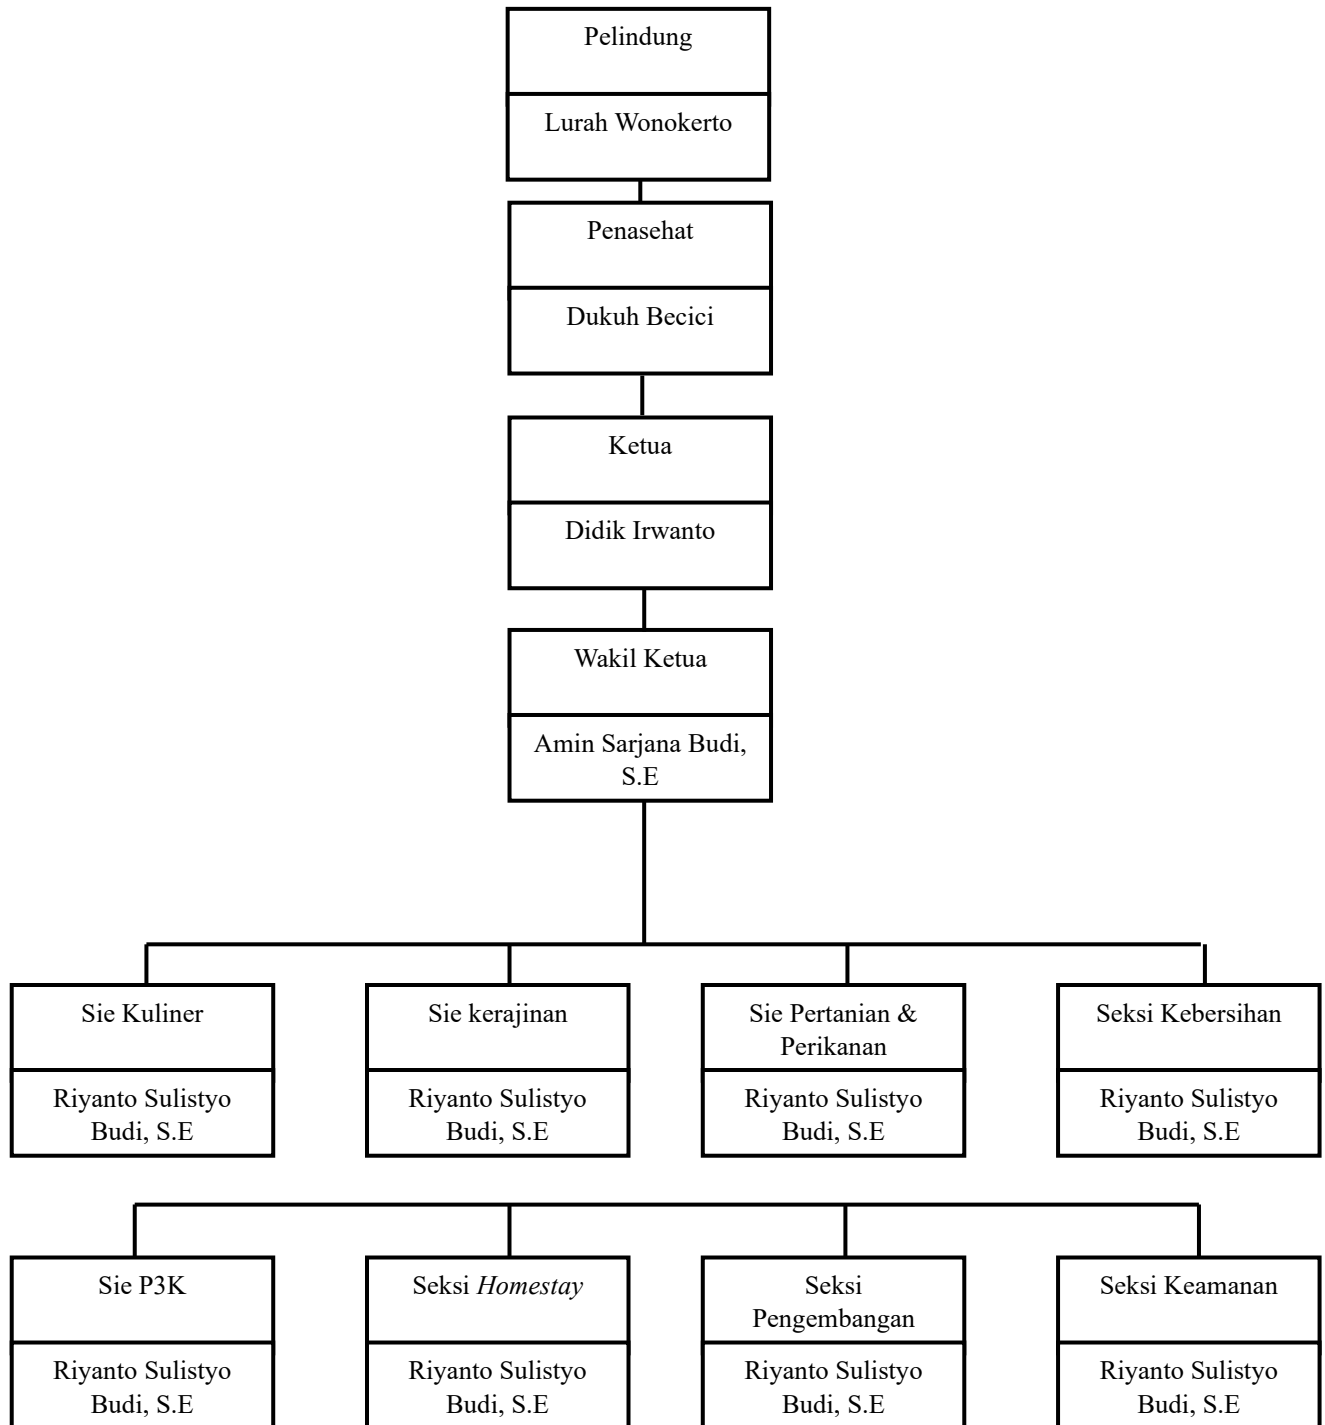 Pelindung
Lurah Wonokerto
Penasehat
Dukuh Becici
Ketua
Didik Irwanto
Wakil Ketua
Amin Sarjana Budi,
S.E
Sie Kuliner
Riyanto Sulistyo
Budi, S.E
Sie kerajinan
Riyanto Sulistyo
Budi, S.E
Sie Pertanian &
Perikanan
Riyanto Sulistyo
Budi, S.E
Seksi Kebersihan
Riyanto Sulistyo
Budi, S.E
Sie P3K
Riyanto Sulistyo
Budi, S.E
Seksi Homestay
Riyanto Sulistyo
Budi, S.E
Seksi
Pengembangan
Riyanto Sulistyo
Budi, S.E
Seksi Keamanan
Riyanto Sulistyo
Budi, S.E